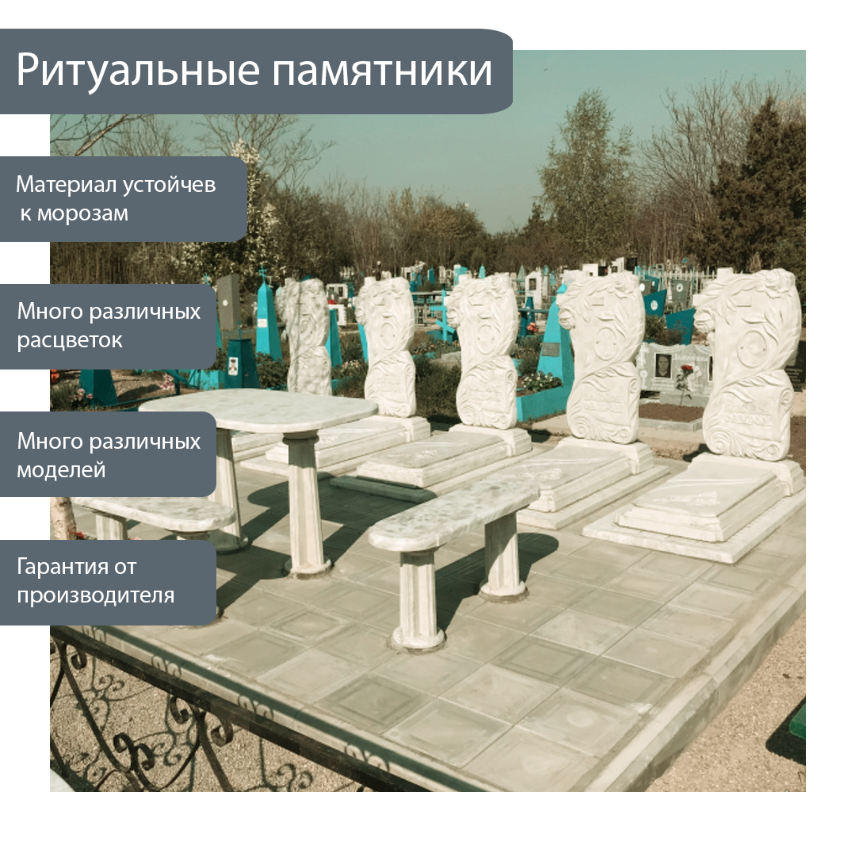 Ритуальные памятники
Материал устойчев
к морозам
Много различных
расцветок
Много различных
моделей
Гарантия от
производителя